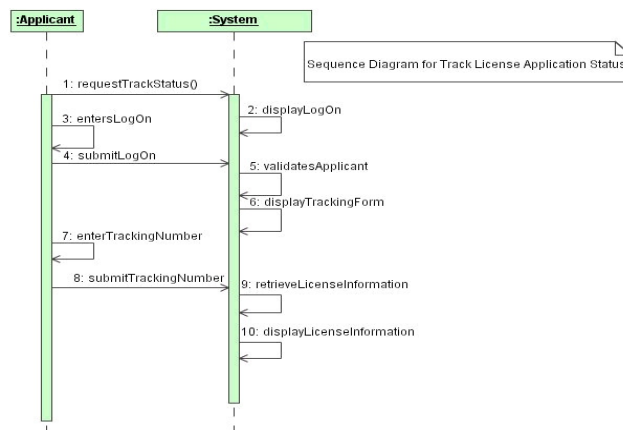 :Applicant
:System
Sequence Diagram for Track License Application Status
1: requestTrackStatus()
2: displayLogOn
3: entersLogOn
4: submitLogOn
5: validatesApplicant
6: displayTrackingForm
7: enterTrackingNumber
8: submitTrackingNumber
9: retrieveLicenseInformation
10: displayLicenseInformation